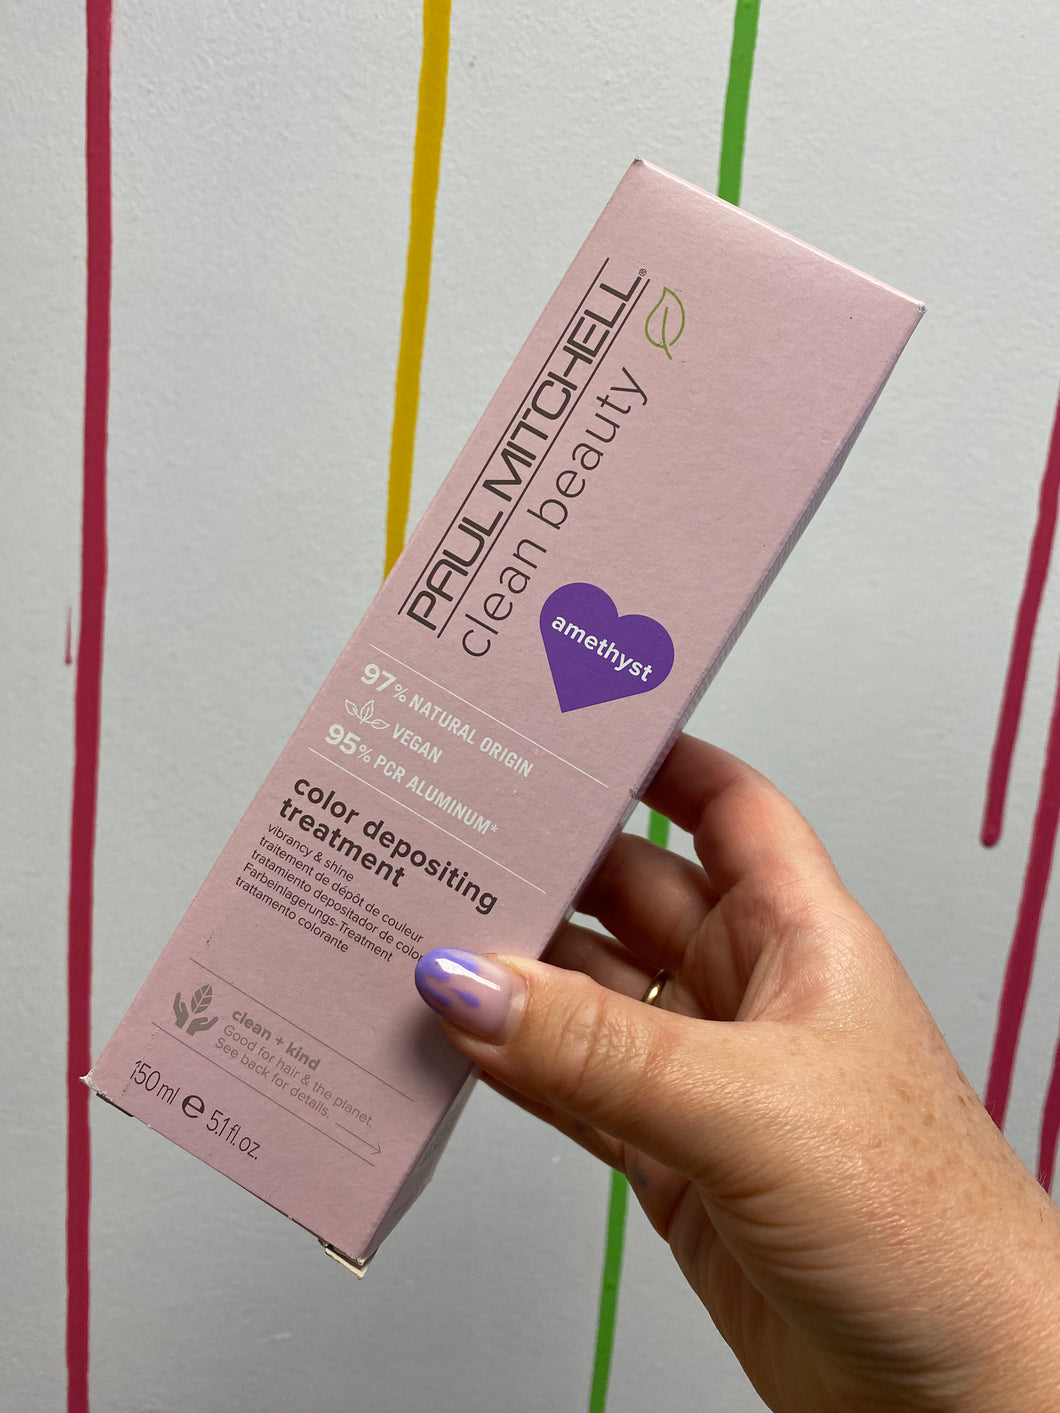 PAUL MITCHELL®
clean beauty
amethyst
97% NATURAL ORIGIN
VEGAN
95% PCR ALUMINUM*
color depositing
treatment
vibrancy & shine
traitement de dépôt de couleur
tratamiento depositador de color
Farbeinlagerungs-Treatment
trattamento colorante
clean + kind
Good for hair & the planet.
See back for details.
150 ml e 5.1 fl. oz.